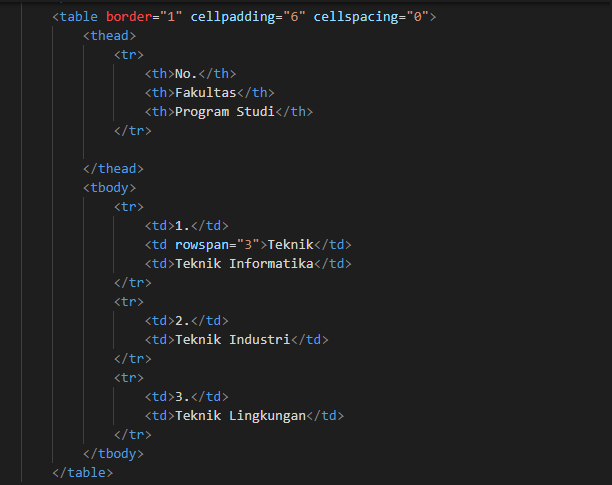 <table border="1" cellpadding="6" cellspacing="0">
<thead>
<tr>
<th>No.</th>
<th>Fakultas</th>
<th>Program Studi</th>
</tr>
</thead>
<tbody>
<tr>
<td>1.</td>
<td rowspan="3">Teknik</td>
<td>Teknik Informatika</td>
</tr>
<tr>
<td>2.</td>
<td>Teknik Industri</td>
</tr>
<tr>
<td>3.</td>
<td>Teknik Lingkungan</td>
</tr>
</tbody>
</table>